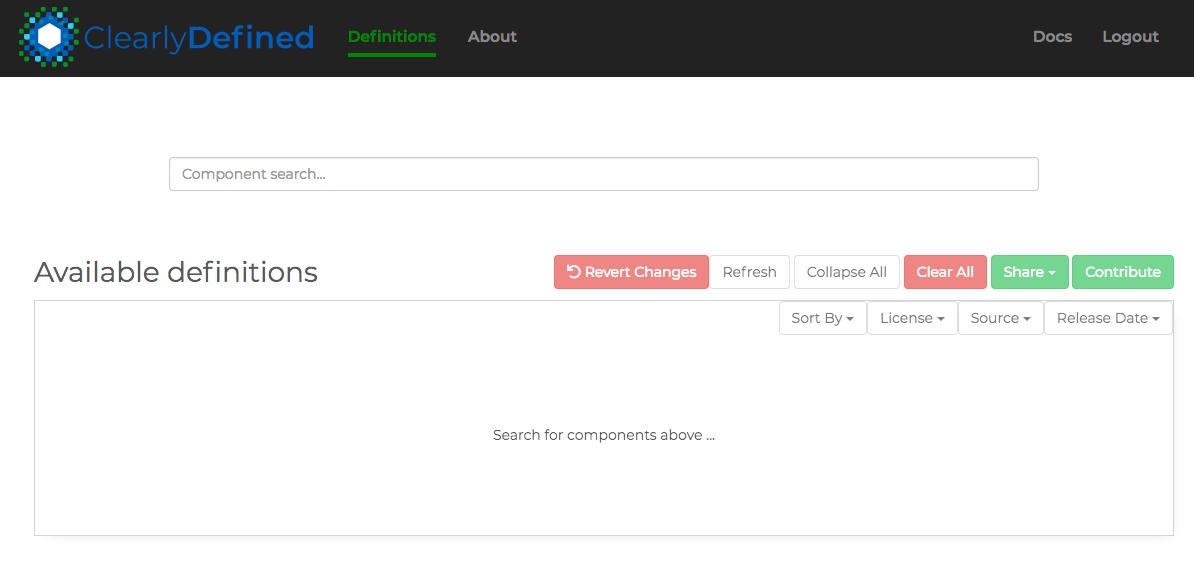 ClearlyDefined Definitions About Docs Logout
Component search...
Available definitions Revert Changes Refresh Collapse All Clear All Share Contribute
Sort By License Source Release Date
Search for components above ...